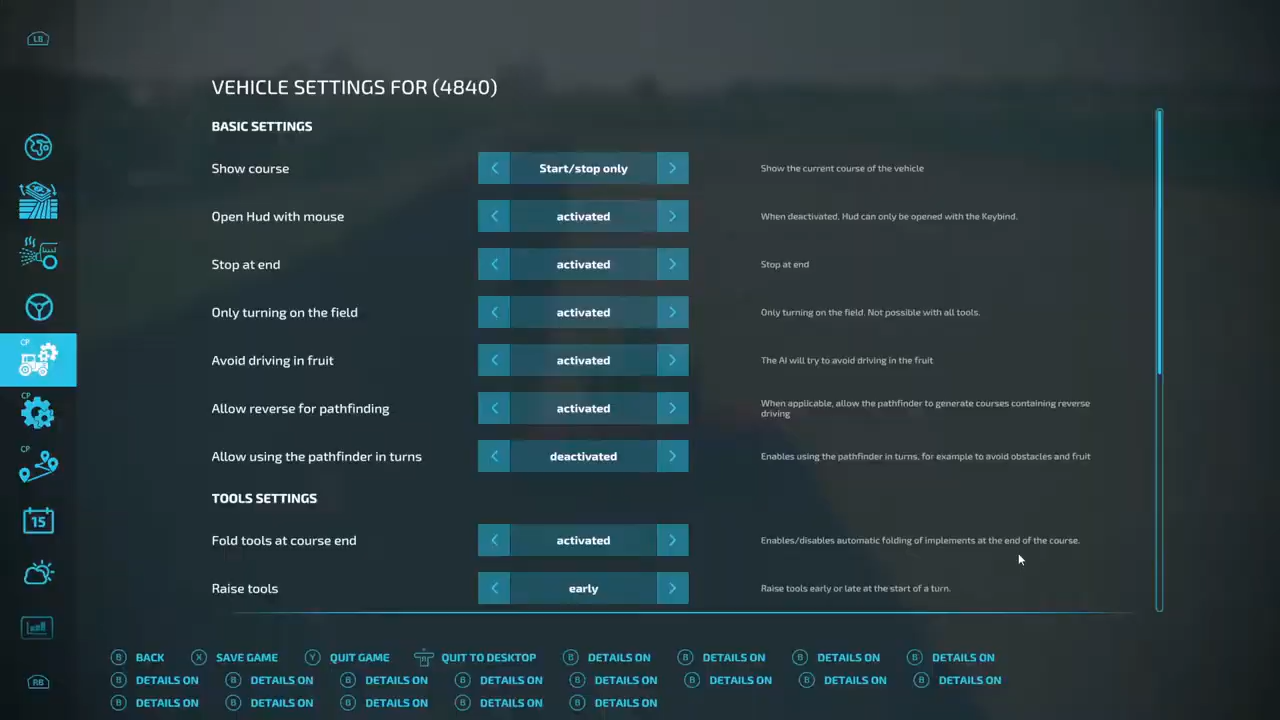 LB
VEHICLE SETTINGS FOR (4840)
BASIC SETTINGS
Show course Start/stop only Show the current course of the vehicle
Open Hud with mouse activated When deactivated, Hud can only be opened with the Keybind.
Stop at end activated Stop at end
Only turning on the field activated Only turning on the field. Not possible with all tools.
Avoid driving in fruit activated The AI will try to avoid driving in the fruit
Allow reverse for pathfinding activated When applicable, allow the pathfinder to generate courses containing reverse
driving
Allow using the pathfinder in turns deactivated Enables using the pathfinder in turns, for example to avoid obstacles and fruit
TOOLS SETTINGS
Fold tools at course end activated Enables/disables automatic folding of implements at the end of the course.
Raise tools early Raise tools early or late at the start of a turn.
CP
CP
CP
15
RB
B BACK X SAVE GAME Y QUIT GAME QUIT TO DESKTOP B DETAILS ON B DETAILS ON B DETAILS ON B DETAILS ON
B DETAILS ON B DETAILS ON B DETAILS ON B DETAILS ON B DETAILS ON B DETAILS ON B DETAILS ON B DETAILS ON
B DETAILS ON B DETAILS ON B DETAILS ON B DETAILS ON B DETAILS ON